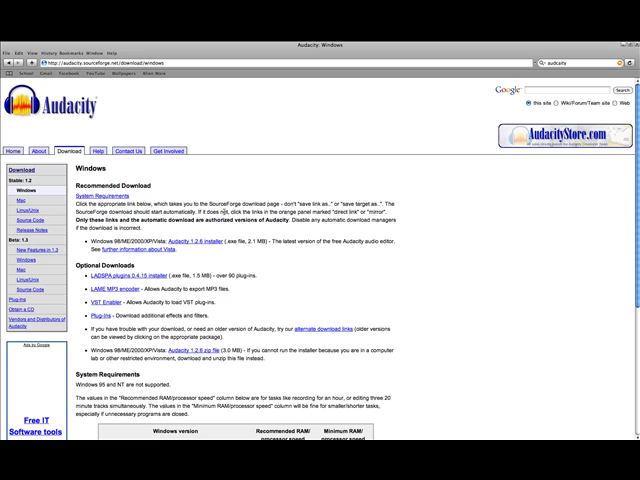 Audacity: Windows
File Edit View History Bookmarks Window Help
http://audacity.sourceforge.net/download/windows
audcaity
School Gmail Facebook YouTube Wallpapers Alien Wars
Audacity
Google
Search
this site Wiki/Forum/Team site Web
AudacityStore.com
Home About Download Help Contact Us Get Involved
Download
Stable: 1.2
Windows
Mac
Linux/Unix
Source Code
Release Notes
Beta: 1.3
New Features in 1.3
Windows
Mac
Linux/Unix
Source Code
Plug-Ins
Obtain a CD
Vendors and Distributors of
Audacity
Ads by Google
Free IT
Software tools
Windows
Recommended Download
System Requirements
Click the appropriate link below, which takes you to the SourceForge download page - don't "save link as.." or "save target as..". The
SourceForge download should start automatically. If it does not, click the links in the orange panel marked "direct link" or "mirror".
Only these links and the automatic download are authorized versions of Audacity. Disable any automatic download managers
if the download is incorrect.
Windows 98/ME/2000/XP/Vista: Audacity 1.2.6 installer (.exe file, 2.1 MB) - The latest version of the free Audacity audio editor.
See further information about Vista.
Optional Downloads
LADSPA plugins 0.4.15 installer (.exe file, 1.5 MB) - over 90 plug-ins.
LAME MP3 encoder - Allows Audacity to export MP3 files.
VST Enabler - Allows Audacity to load VST plug-ins.
Plug-Ins - Download additional effects and filters.
If you have trouble with your download, or need an older version of Audacity, try our alternate download links (older versions
can be viewed by clicking on the appropriate package).
Windows 98/ME/2000/XP/Vista: Audacity 1.2.6 zip file (3.0 MB) - If you cannot run the installer because you are in a computer
lab or other restricted environment, download and unzip this file instead.
System Requirements
Windows 95 and NT are not supported.
The values in the "Recommended RAM/processor speed" column below are for tasks like recording for an hour, or editing three 20
minute tracks simultaneously. The values in the "Minimum RAM/processor speed" column will be fine for smaller/shorter tasks,
especially if unnecessary programs are closed.
Windows version Recommended RAM/ Minimum RAM/
processor speed processor speed